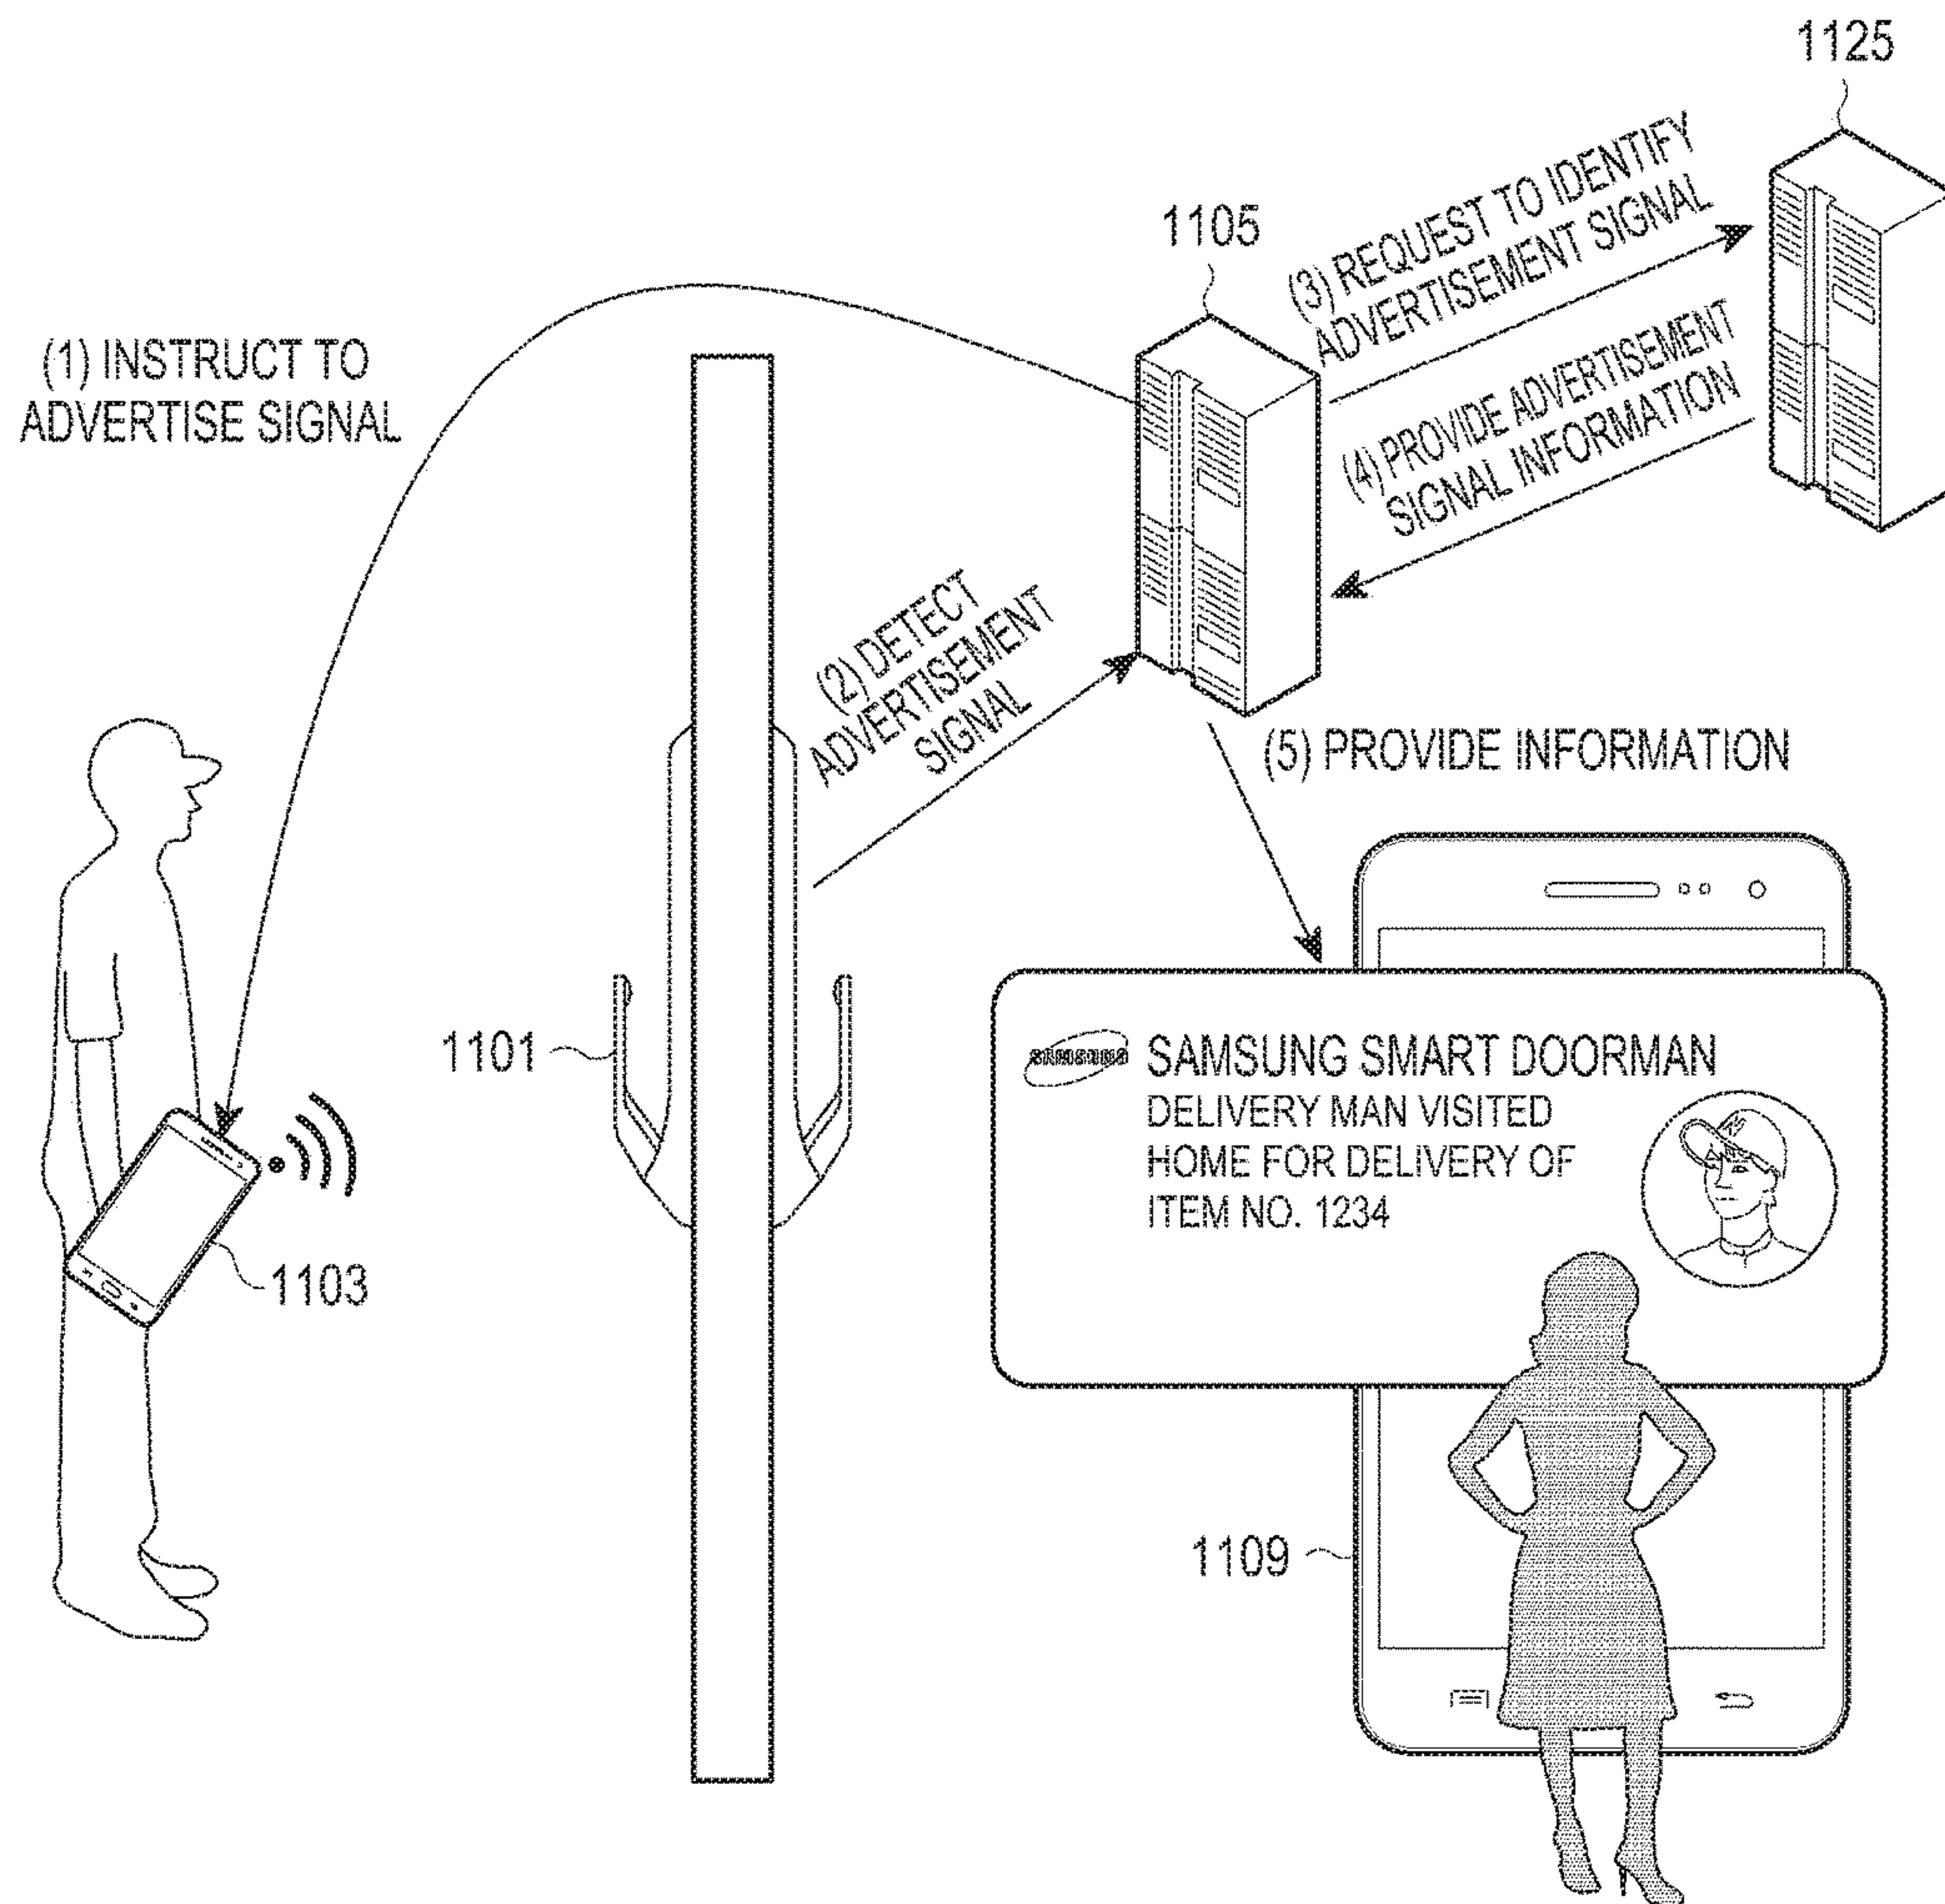 1125
1105
(3) REQUEST TO IDENTIFY
ADVERTISEMENT SIGNAL
(4) PROVIDE ADVERTISEMENT
SIGNAL INFORMATION
(1) INSTRUCT TO
ADVERTISE SIGNAL
(2) DETECT
ADVERTISEMENT
SIGNAL
(5) PROVIDE INFORMATION
1101
SAMSUNG
SAMSUNG SMART DOORMAN
DELIVERY MAN VISITED
HOME FOR DELIVERY OF
ITEM NO. 1234
1103
1109